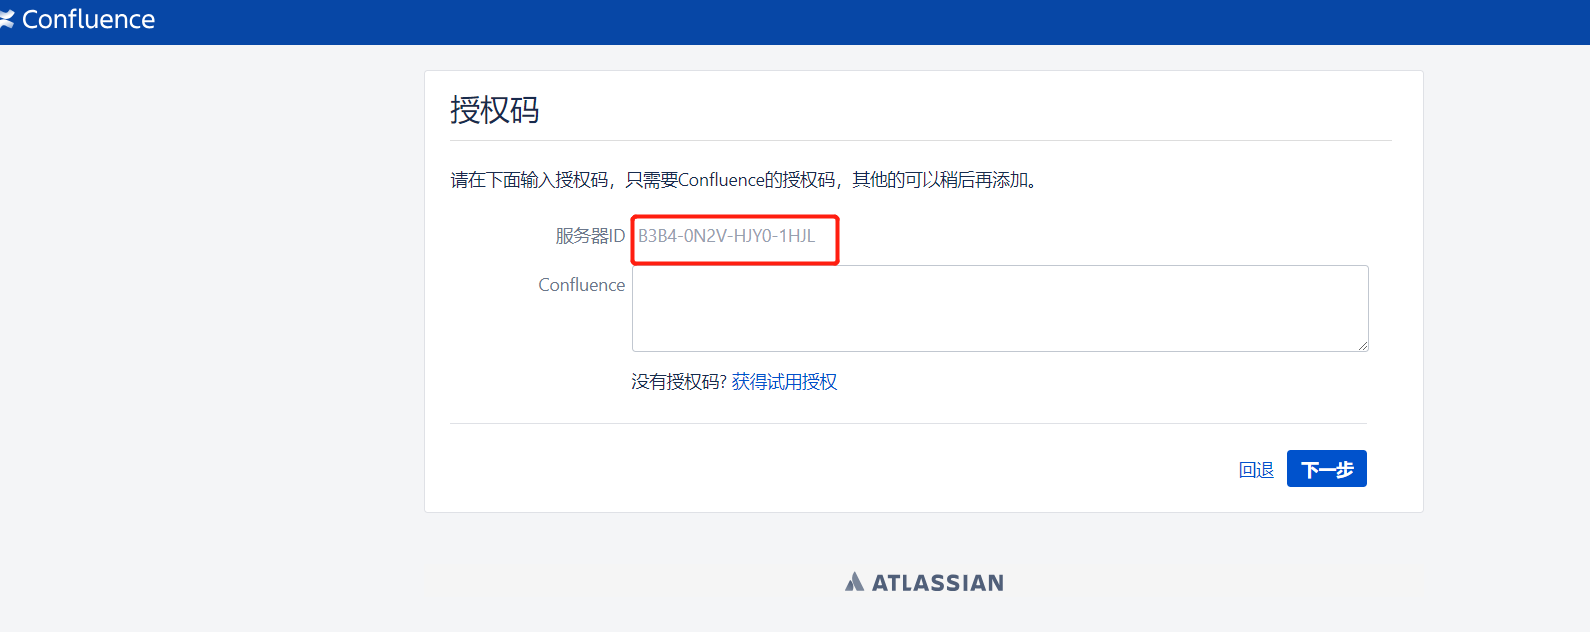 Confluence
授权码
请在下面输入授权码，只需要Confluence的授权码，其他的可以稍后再添加。
服务器ID B3B4-0N2V-HJY0-1HJL
Confluence
没有授权码? 获得试用授权
回退 下一步
ATLASSIAN